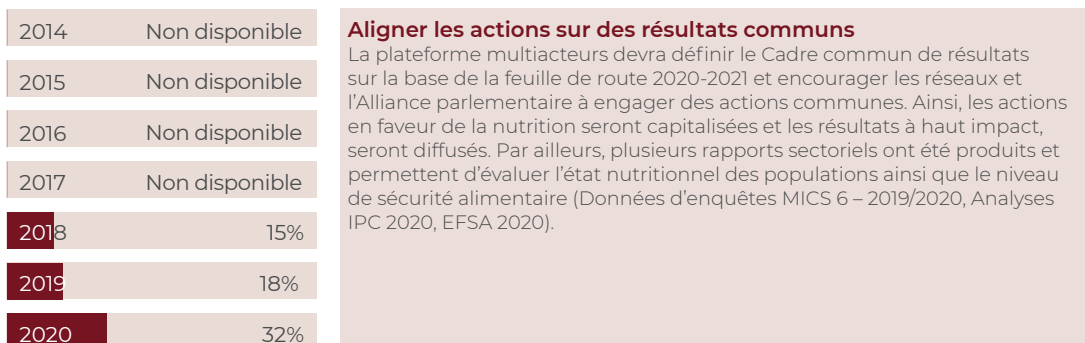 2014 Non disponible
2015 Non disponible
2016 Non disponible
2017 Non disponible
2018 15%
2019 18%
2020 32%
Aligner les actions sur des résultats communs
La plateforme multiacteurs devra définir le Cadre commun de résultats
sur la base de la feuille de route 2020-2021 et encourager les réseaux et
l’Alliance parlementaire à engager des actions communes. Ainsi, les actions
en faveur de la nutrition seront capitalisées et les résultats à haut impact,
seront diffusés. Par ailleurs, plusieurs rapports sectoriels ont été produits et
permettent d’évaluer l’état nutritionnel des populations ainsi que le niveau
de sécurité alimentaire (Données d’enquêtes MICS 6 – 2019/2020, Analyses
IPC 2020, EFSA 2020).